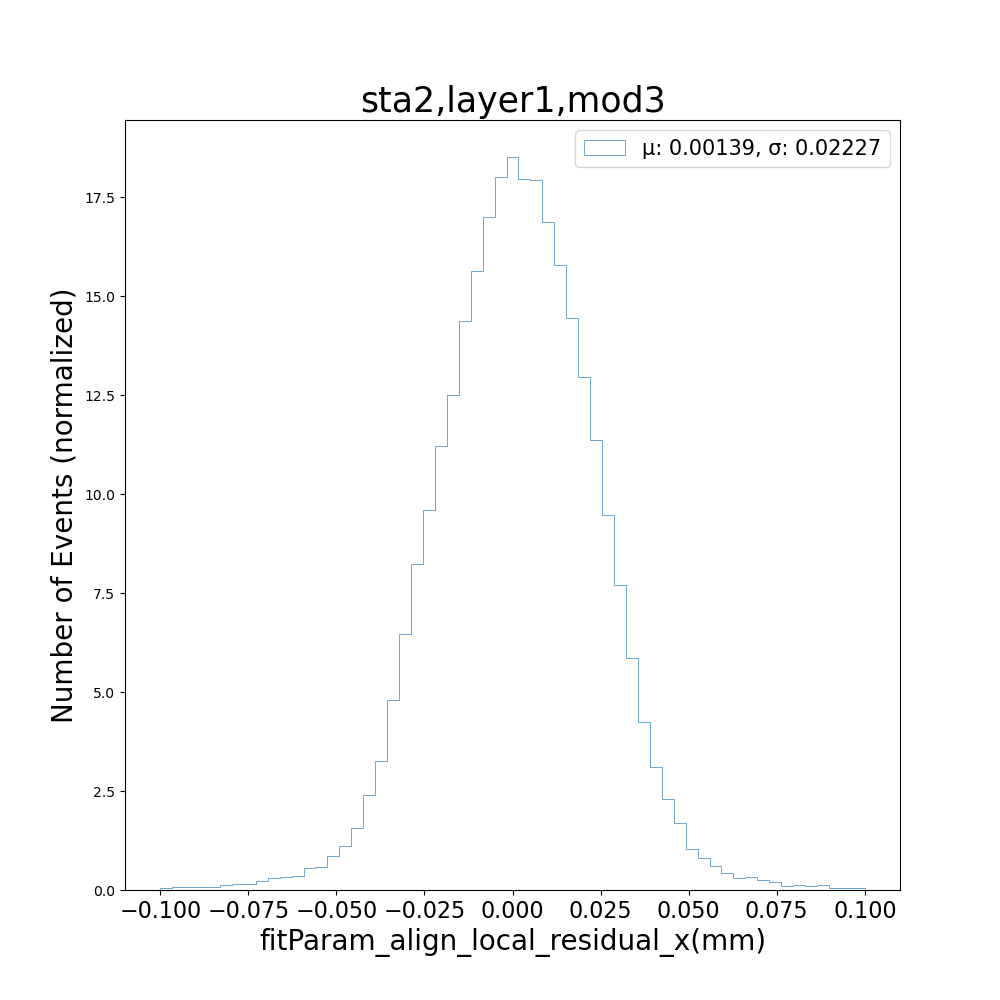 sta2,layer1,mod3
μ: 0.00139, σ: 0.02227
Number of Events (normalized)
17.5
15.0
12.5
10.0
7.5
5.0
2.5
0.0
−0.100 −0.075 −0.050 −0.025 0.000 0.025 0.050 0.075 0.100
fitParam_align_local_residual_x(mm)